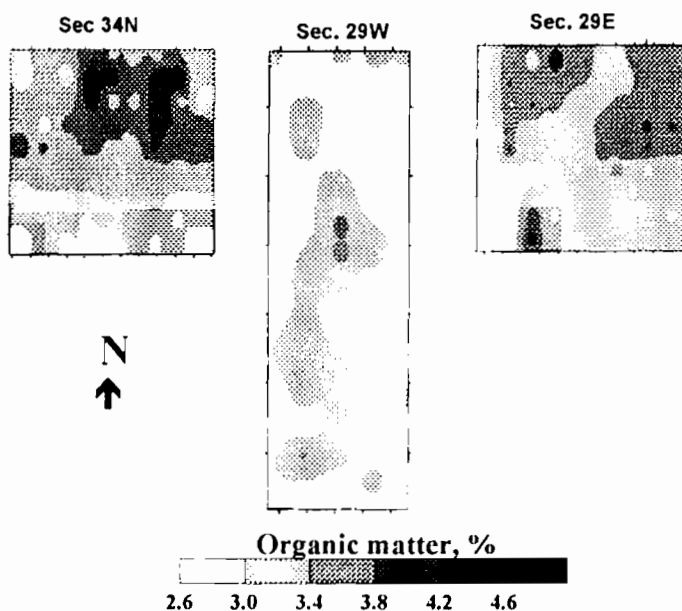 Sec 34N
Sec. 29W
Sec. 29E
N
Organic matter, %
2.6 3.0 3.4 3.8 4.2 4.6